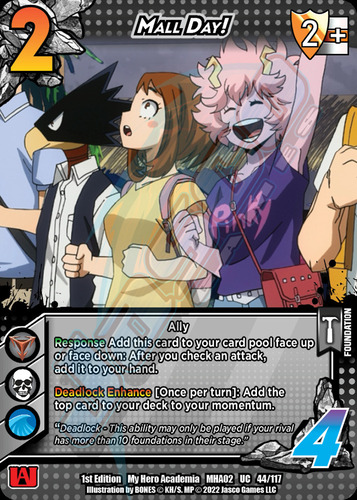 2
MALL DAY!
2 +
PiNKY
Ally
Response Add this card to your card pool face up
or face down: After you check an attack,
add it to your hand.
Deadlock Enhance [Once per turn]: Add the
top card to your deck to your momentum.
"Deadlock - This ability may only be played if your rival
has more than 10 foundations in their stage."
FOUNDATION
4
1st Edition My Hero Academia MHA02 UC 44/117
Illustration by BONES © KH/S, MP © 2022 Jasco Games LLC